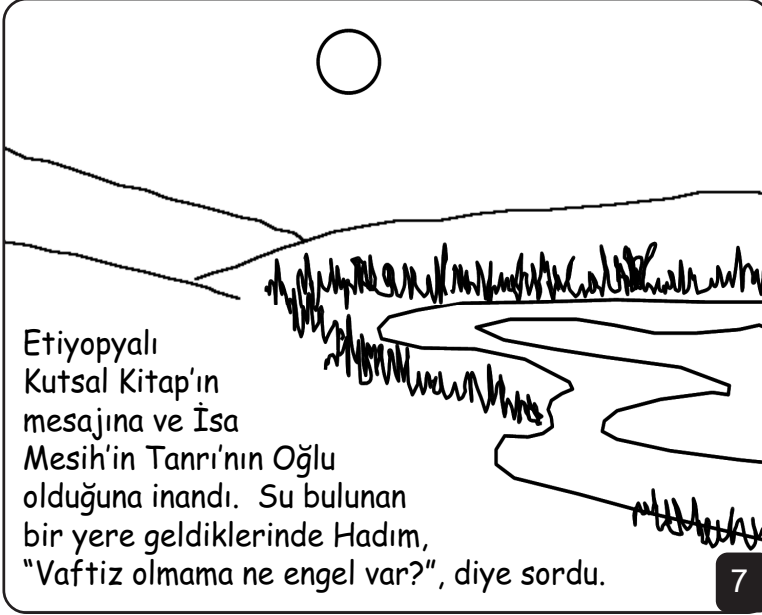 Etiyopyalı
Kutsal Kitap’ın
mesajına ve İsa
Mesih’in Tanrı’nın Oğlu
olduğuna inandı.  Su bulunan
bir yere geldiklerinde Hadım,
“Vaftiz olmama ne engel var?”, diye sordu.
7